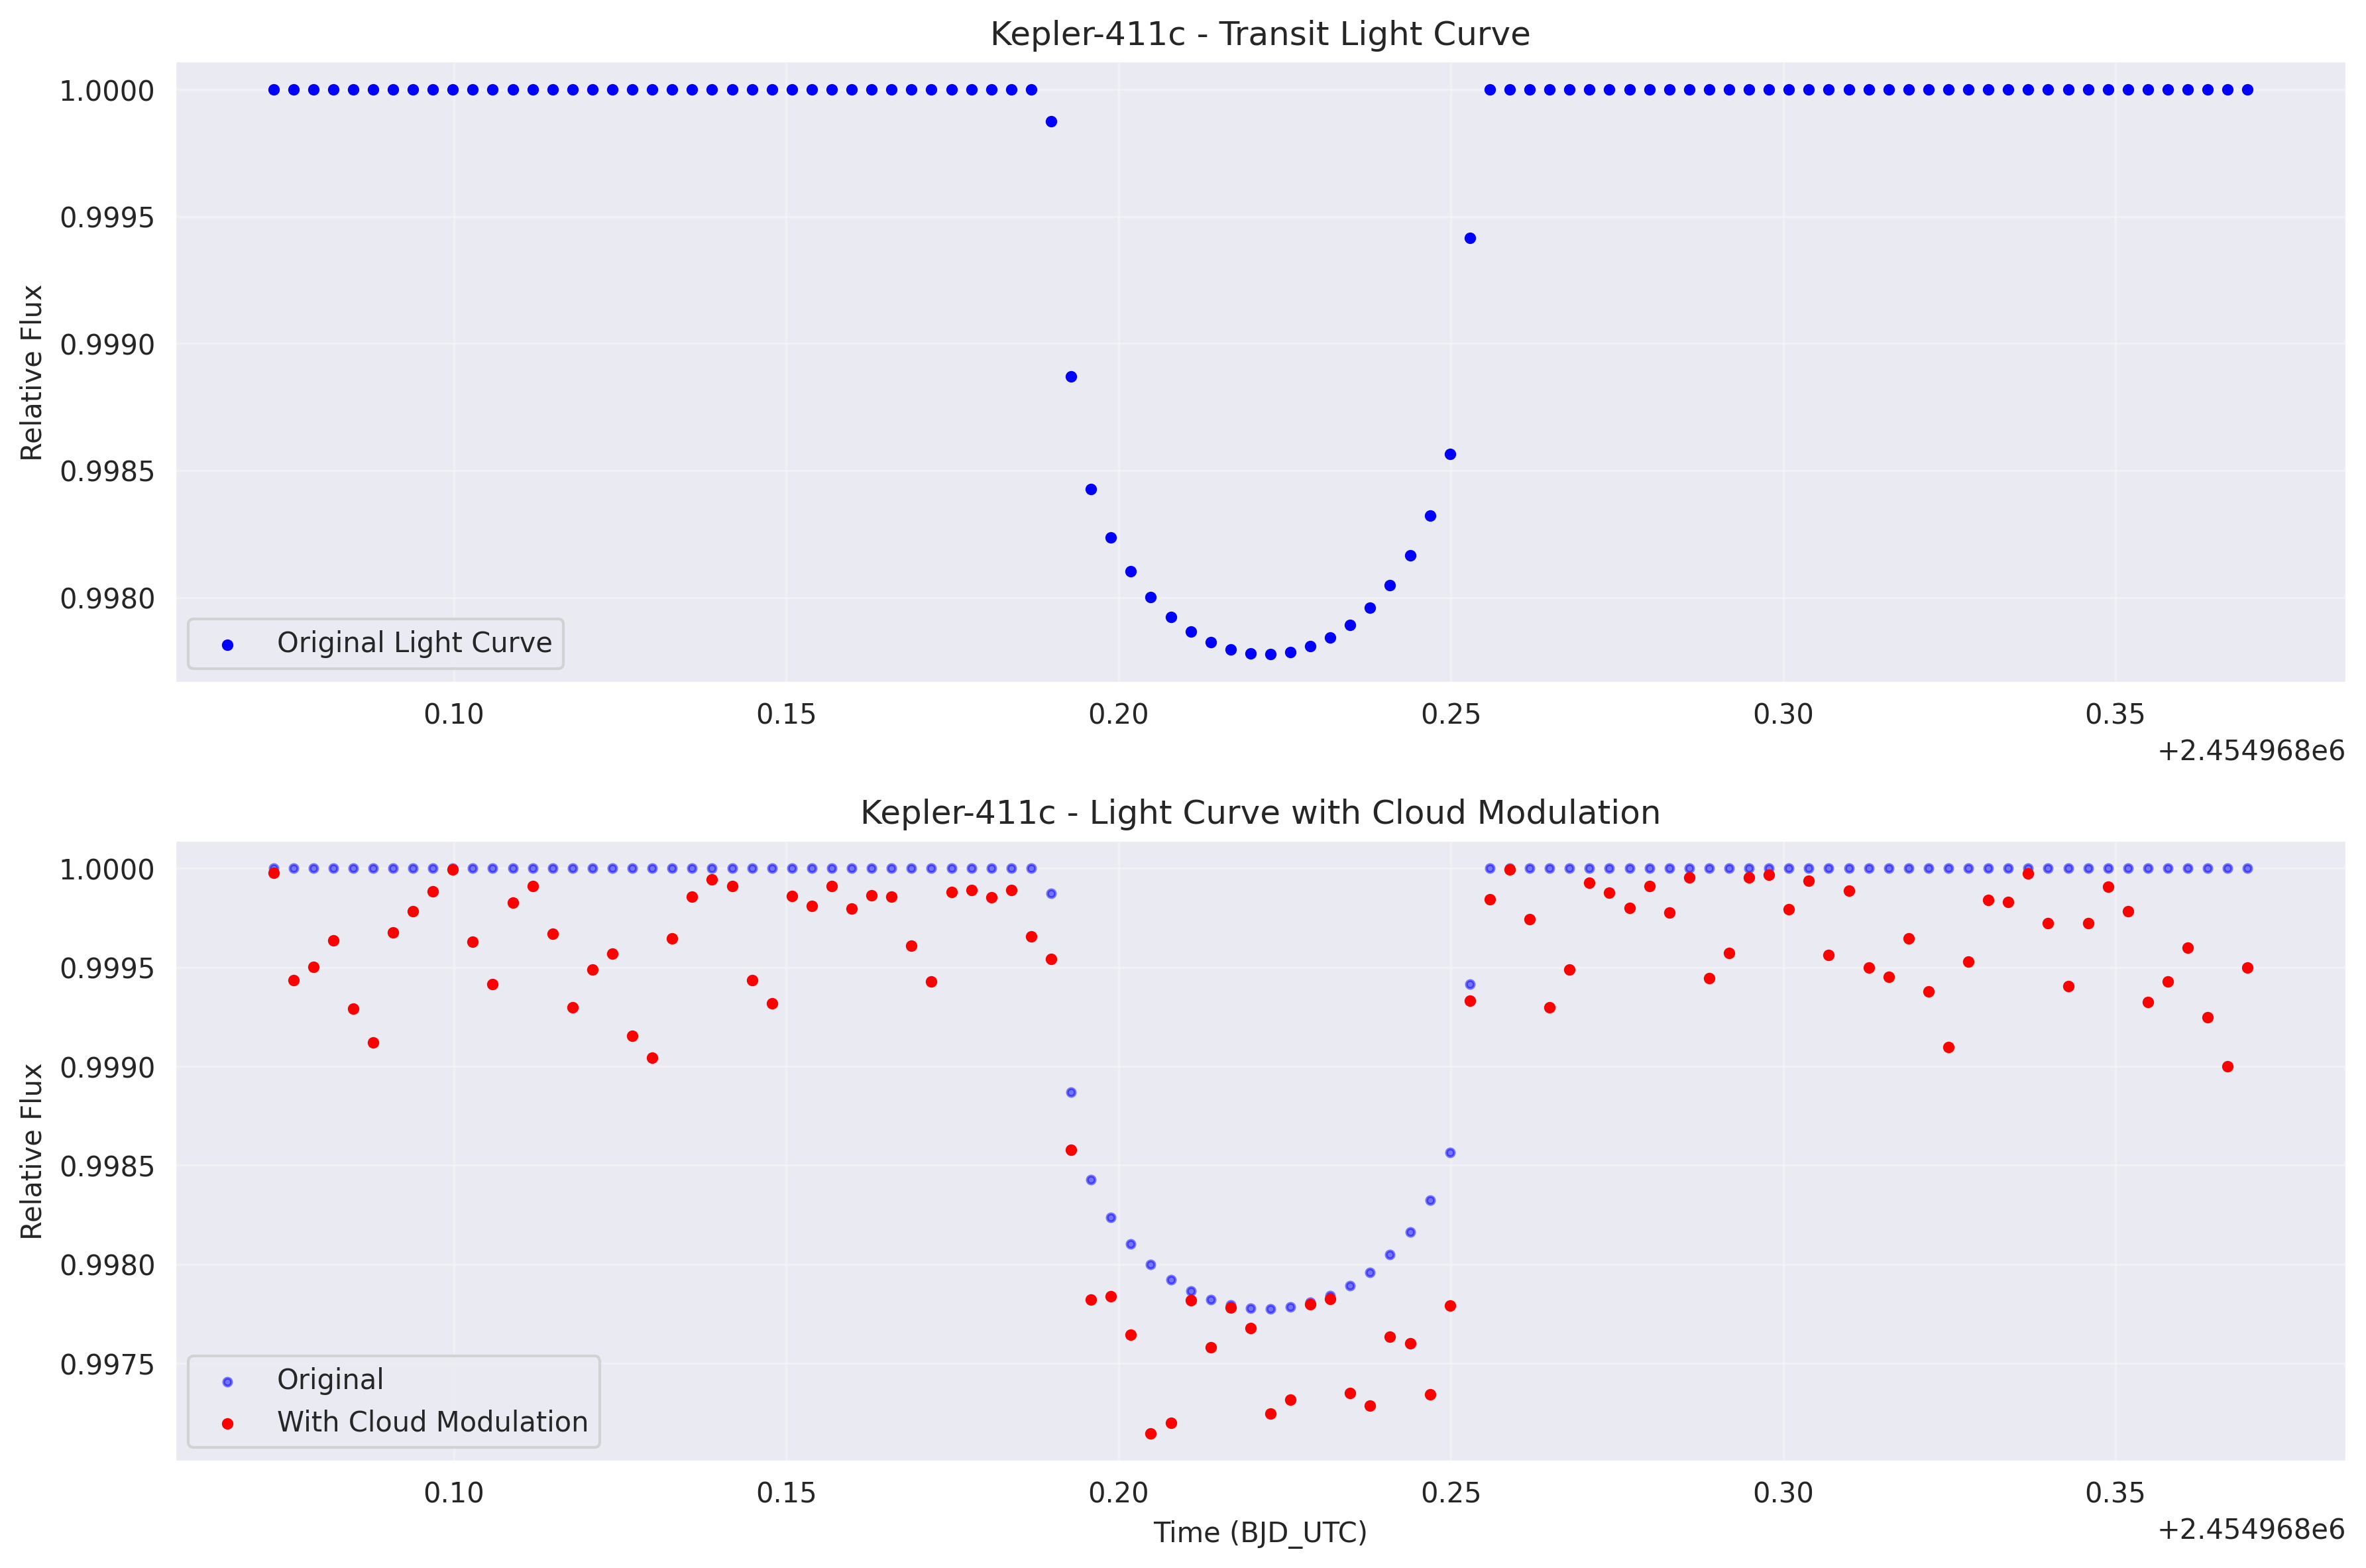 Kepler-411c - Transit Light Curve
1.0000
0.9995
0.9990
0.9985
0.9980
Relative Flux
Original Light Curve
0.10 0.15 0.20 0.25 0.30 0.35
+2.454968e6
Kepler-411c - Light Curve with Cloud Modulation
1.0000
0.9995
0.9990
0.9985
0.9980
0.9975
Relative Flux
Original
With Cloud Modulation
0.10 0.15 0.20 0.25 0.30 0.35
Time (BJD_UTC)
+2.454968e6